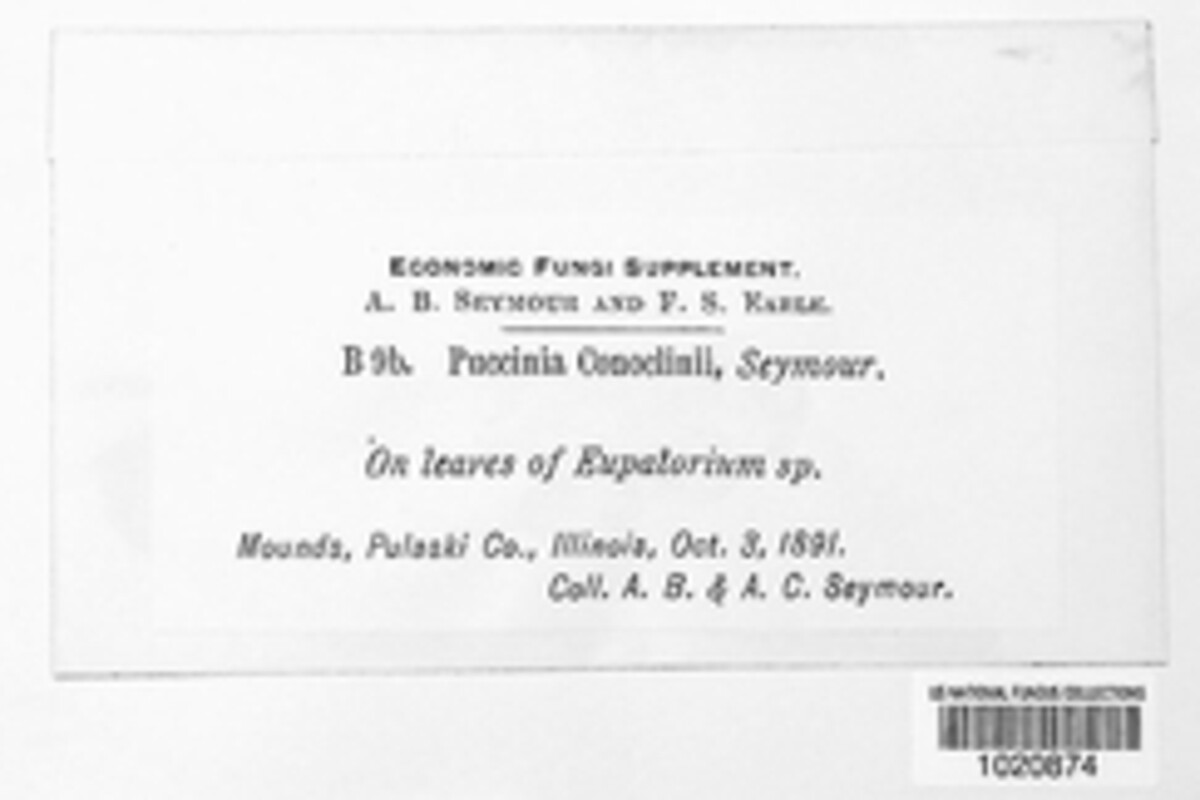 ECONOMIC FUNGI SUPPLEMENT.
A. B. SEYMOUR AND F. S. EARLE.
B 9b. Puccinia Conoclinii, Seymour.
On leaves of Eupatorium sp.
Mounds, Pulaski Co., Illinois, Oct. 3, 1891.
Coll. A. B. & A. C. Seymour.
US NATIONAL FUNGUS COLLECTIONS
1020874